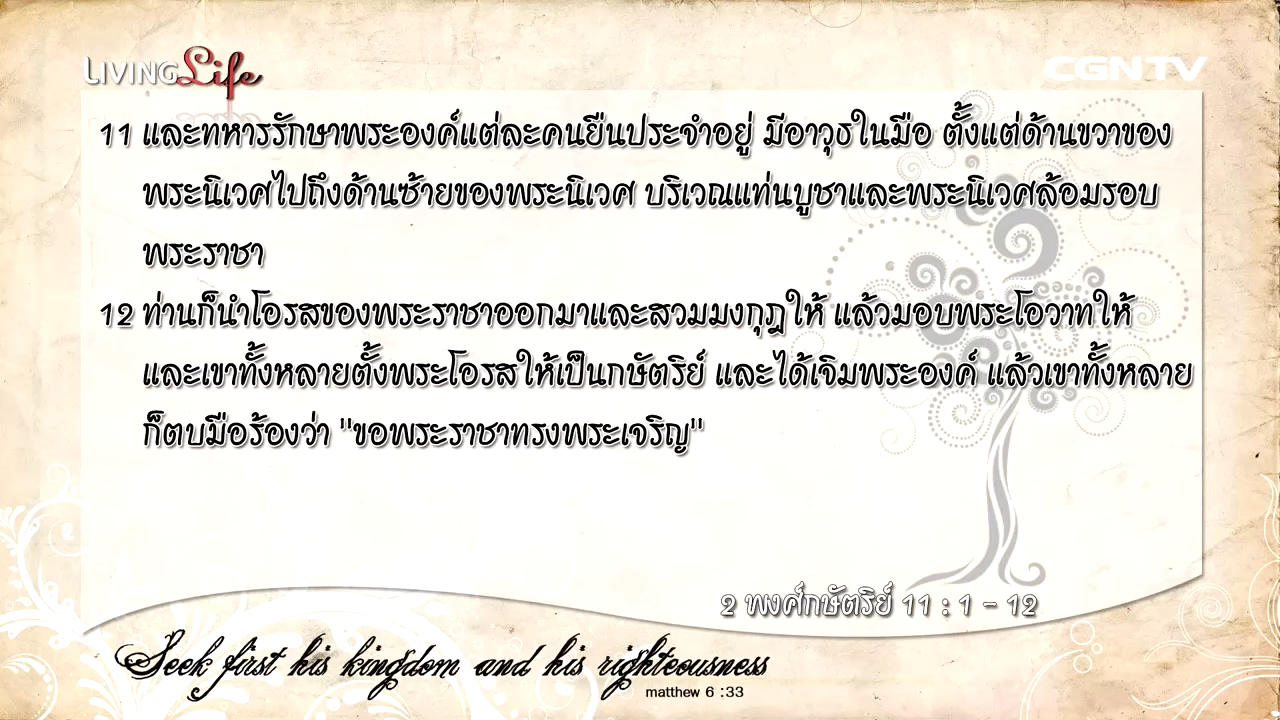 LIVING Life
CGNTV
11 และทหารรักษาพระองค์แต่ละคนยืนประจำอยู่ มีอาวุธในมือ ตั้งแต่ด้านขวาของ
พระนิเวศไปถึงด้านซ้ายของพระนิเวศ บริเวณแท่นบูชาและพระนิเวศล้อมรอบ
พระราชา
12 ท่านก็นำโอรสของพระราชาออกมาและสวมมงกุฎให้ แล้วมอบพระโอวาทให้
และเขาทั้งหลายตั้งพระโอรสให้เป็นกษัตริย์ และได้เจิมพระองค์ แล้วเขาทั้งหลาย
ก็ตบมือร้องว่า "ขอพระราชาทรงพระเจริญ"
2 พงศ์กษัตริย์ 11 : 1 - 12
Seek first his kingdom and his righteousness
matthew 6 :33